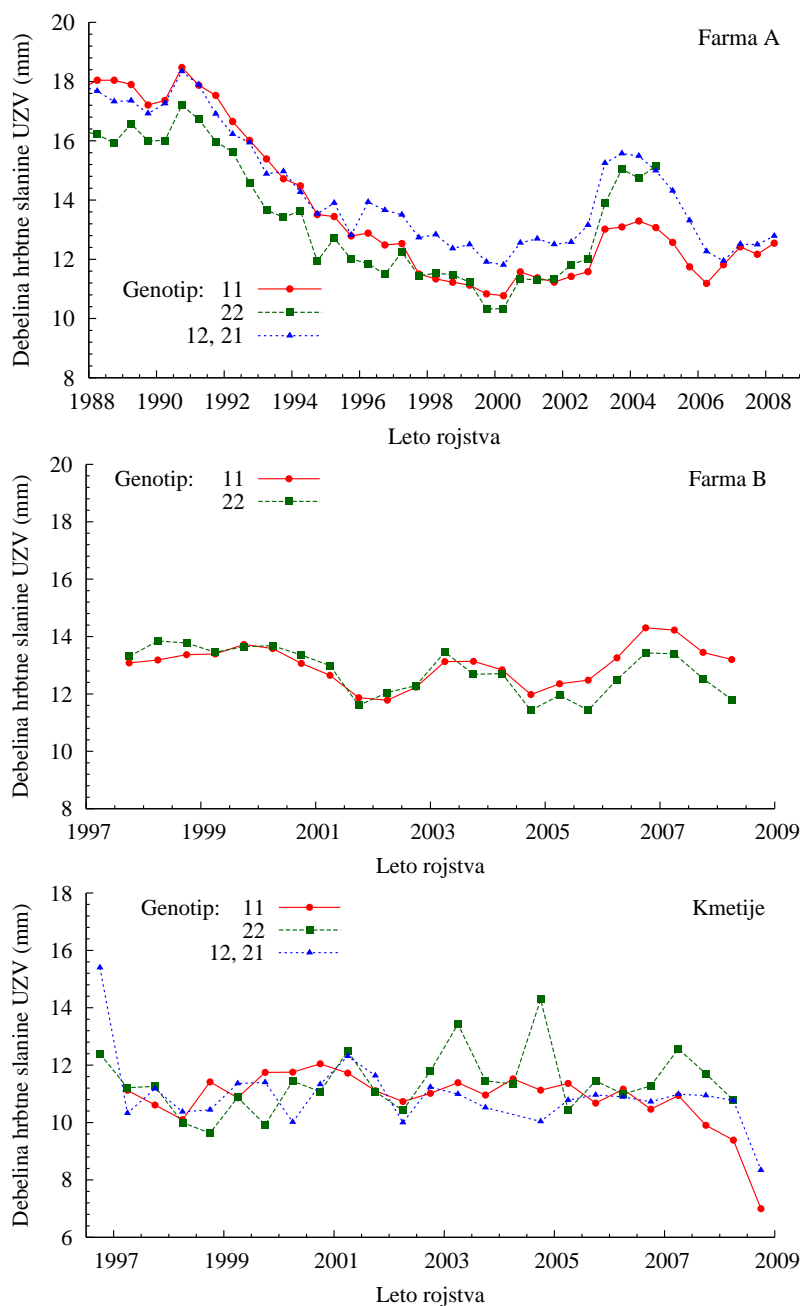 Farma A
Debelina hrbtne slanine UZV (mm)
20
18
16
14
12
10
8
Genotip: 11
22
12, 21
1988 1990 1992 1994 1996 1998 2000 2002 2004 2006 2008
Leto rojstva
Farma B
Debelina hrbtne slanine UZV (mm)
20
18
16
14
12
10
8
Genotip: 11
22
1997 1999 2001 2003 2005 2007 2009
Leto rojstva
Kmetije
Debelina hrbtne slanine UZV (mm)
18
16
14
12
10
8
6
Genotip: 11
22
12, 21
1997 1999 2001 2003 2005 2007 2009
Leto rojstva